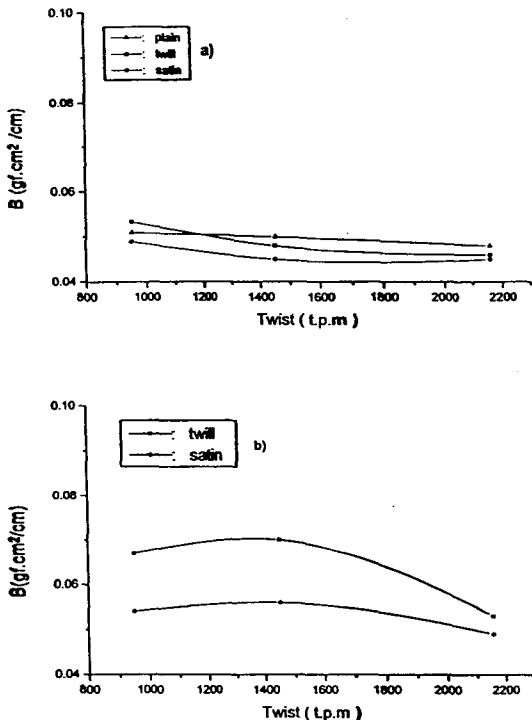 0.10
plain
twill
satin
a)
0.08
B (gf.cm²/cm)
0.06
0.04
800 1000 1200 1400 1600 1800 2000 2200
Twist ( t.p.m )
0.10
twill
satin
b)
0.08
B(gf.cm²/cm)
0.06
0.04
800 1000 1200 1400 1600 1800 2000 2200
Twist ( t.p.m )